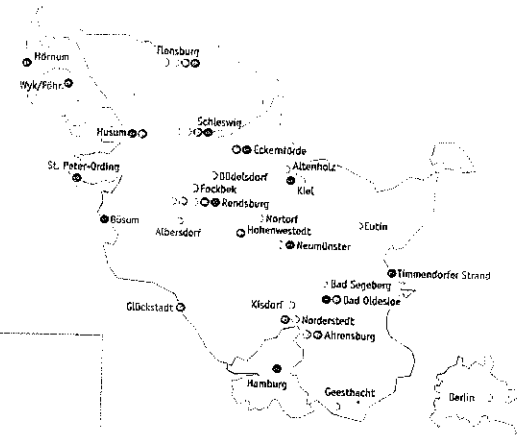 Flensburg
Hörnum
Wyk/Föhr
Schleswig
Husum
Eckernförde
St. Peter-Ording
Altenholz
Büdelsdorf
Kiel
Fockbek
Rendsburg
Büsum
Nortorf
Albersdorf
Hohenwestedt
Eutin
Neumünster
Timmendorfer Strand
Bad Segeberg
Bad Oldesloe
Glückstadt
Kisdorf
Norderstedt
Ahrensburg
Hamburg
Geesthacht
Berlin